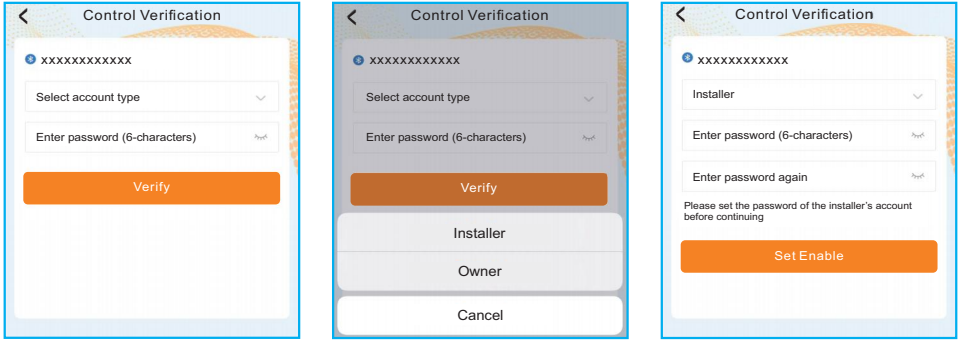 Control Verification
xxxxxxxxxxxx
Select account type
Enter password (6-characters)
Verify
Control Verification
xxxxxxxxxxxx
Select account type
Enter password (6-characters)
Verify
Installer
Owner
Cancel
Control Verification
xxxxxxxxxxxx
Installer
Enter password (6-characters)
Enter password again
Please set the password of the installer's account
before continuing
Set Enable